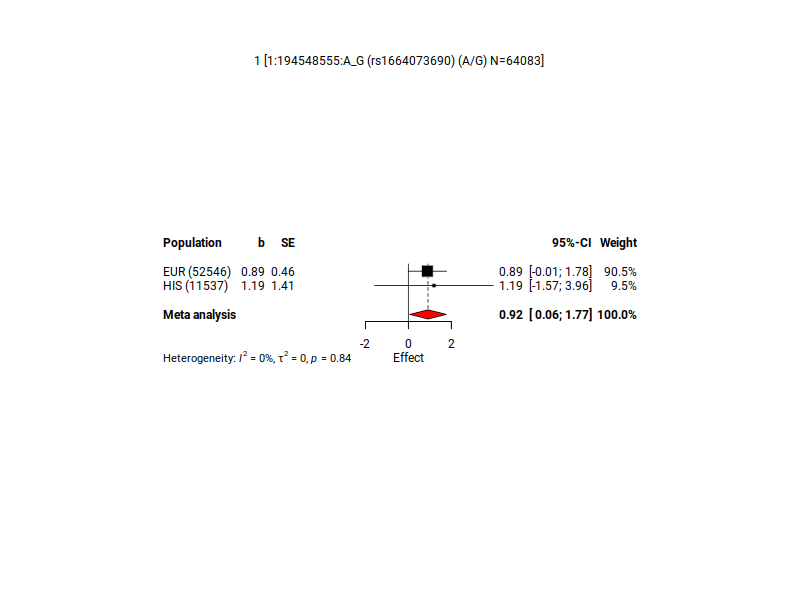 1 [1:194548555:A_G (rs1664073690) (A/G) N=64083]
Population b SE 95%-CI Weight
EUR (52546) 0.89 0.46 0.89 [-0.01; 1.78] 90.5%
HIS (11537) 1.19 1.41 1.19 [-1.57; 3.96] 9.5%
Meta analysis 0.92 [ 0.06; 1.77] 100.0%
-2 0 2
Heterogeneity: I² = 0%, τ² = 0, p = 0.84 Effect